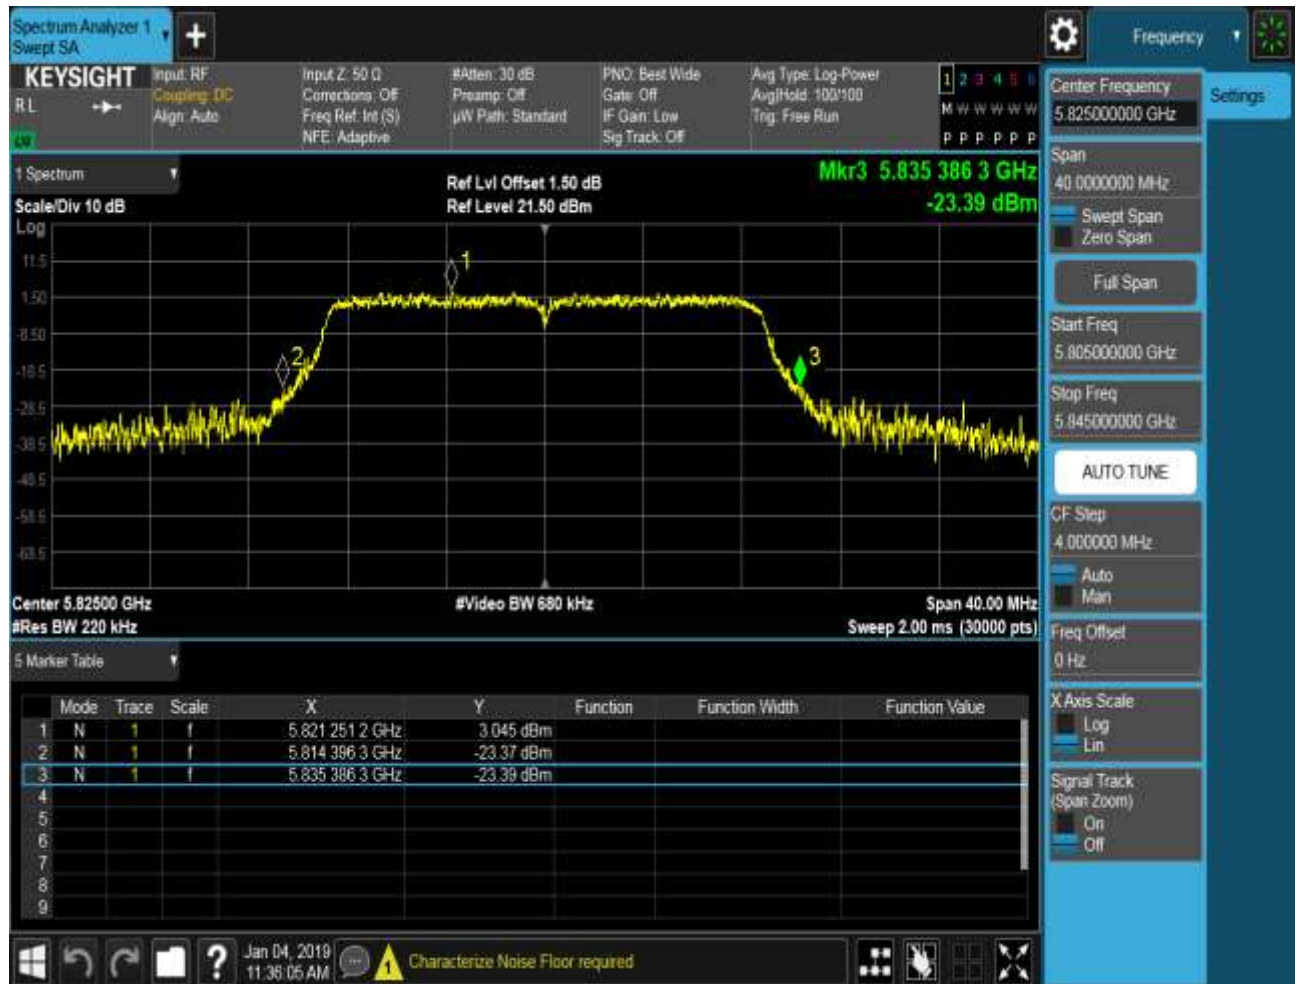 Spectrum Analyzer 1
Swept SA
+
Frequency
KEYSIGHT
RL
Input: RF
Coupling: DC
Align: Auto
Input Z: 50 Ω
Corrections: Off
Freq Ref: Int (S)
NFE: Adaptive
#Atten: 30 dB
Preamp: Off
µW Path: Standard
PNO: Best Wide
Gate: Off
IF Gain: Low
Sig Track: Off
Avg Type: Log-Power
Avg|Hold: 100/100
Trig: Free Run
1 2 3 4 5 6
M W W W W W
P P P P P P
1 Spectrum
Scale/Div 10 dB
Ref Lvl Offset 1.50 dB
Ref Level 21.50 dBm
Mkr3 5.835 386 3 GHz
-23.39 dBm
Log
11.5
1.50
-8.50
-18.5
-28.5
-38.5
-48.5
-58.5
-68.5
1
2
3
Center 5.82500 GHz
#Res BW 220 kHz
#Video BW 680 kHz
Span 40.00 MHz
Sweep 2.00 ms (30000 pts)
5 Marker Table
Mode Trace Scale X Y Function Function Width Function Value
1 N 1 f 5.821 251 2 GHz 3.045 dBm
2 N 1 f 5.814 396 3 GHz -23.37 dBm
3 N 1 f 5.835 386 3 GHz -23.39 dBm
4
5
6
7
8
9
Jan 04, 2019
11:36:05 AM
?
1
Characterize Noise Floor required
Settings
Center Frequency
5.825000000 GHz
Span
40.0000000 MHz
Swept Span
Zero Span
Full Span
Start Freq
5.805000000 GHz
Stop Freq
5.845000000 GHz
AUTO TUNE
CF Step
4.000000 MHz
Auto
Man
Freq Offset
0 Hz
X Axis Scale
Log
Lin
Signal Track
(Span Zoom)
On
Off